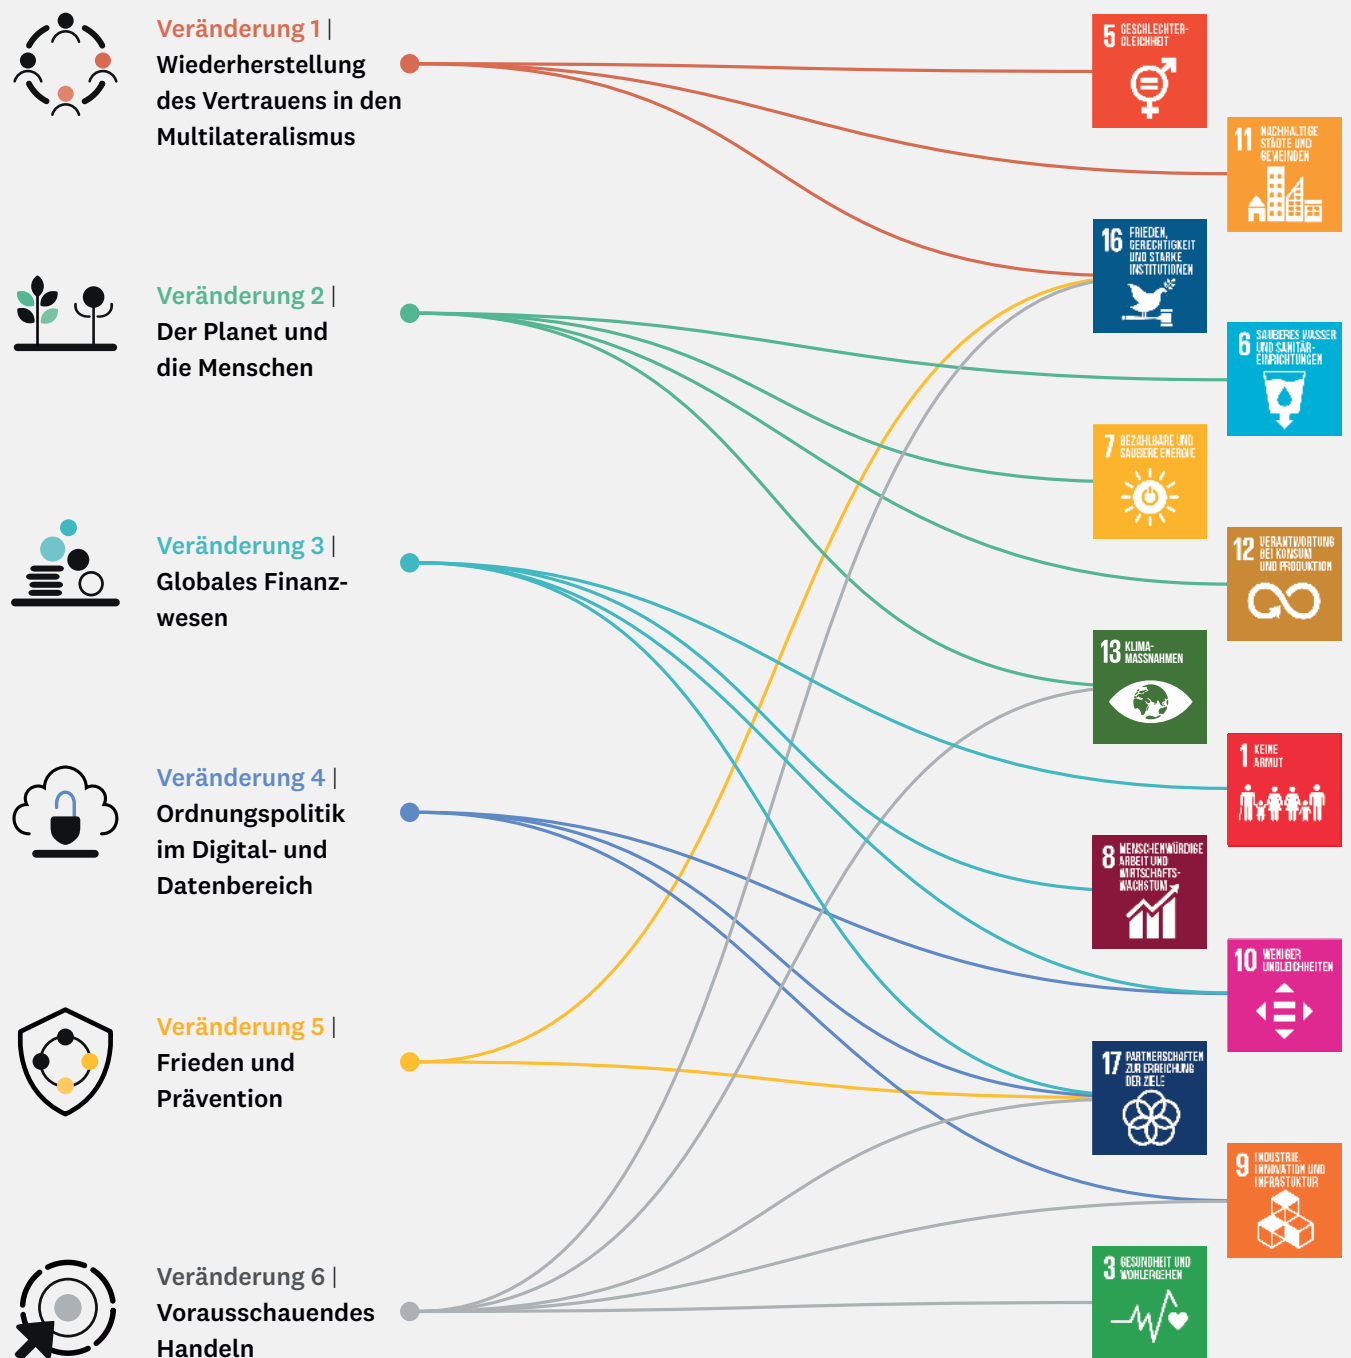 Veränderung 1 |
Wiederherstellung
des Vertrauens in den
Multilateralismus
Veränderung 2 |
Der Planet und
die Menschen
Veränderung 3 |
Globales Finanz-
wesen
Veränderung 4 |
Ordnungspolitik
im Digital- und
Datenbereich
Veränderung 5 |
Frieden und
Prävention
Veränderung 6 |
Vorausschauendes
Handeln
5 GESCHLECHTER-
GLEICHHEIT
11 NACHHALTIGE
STÄDTE UND
GEMEINDEN
16 FRIEDEN,
GERECHTIGKEIT
UND STARKE
INSTITUTIONEN
6 SAUBERES WASSER
UND SANITÄR-
EINRICHTUNGEN
7 BEZAHLBARE UND
SAUBERE ENERGIE
12 VERANTWORTUNG
BEI KONSUM
UND PRODUKTION
13 KLIMA-
MASSNAHMEN
1 KEINE
ARMUT
8 MENSCHENWÜRDIGE
ARBEIT UND
WIRTSCHAFTS-
WACHSTUM
10 WENIGER
UNGLEICHHEITEN
17 PARTNERSCHAFTEN
ZUR ERREICHUNG
DER ZIELE
9 INDUSTRIE,
INNOVATION UND
INFRASTUKTUR
3 GESUNDHEIT UND
WOHLERGEHEN